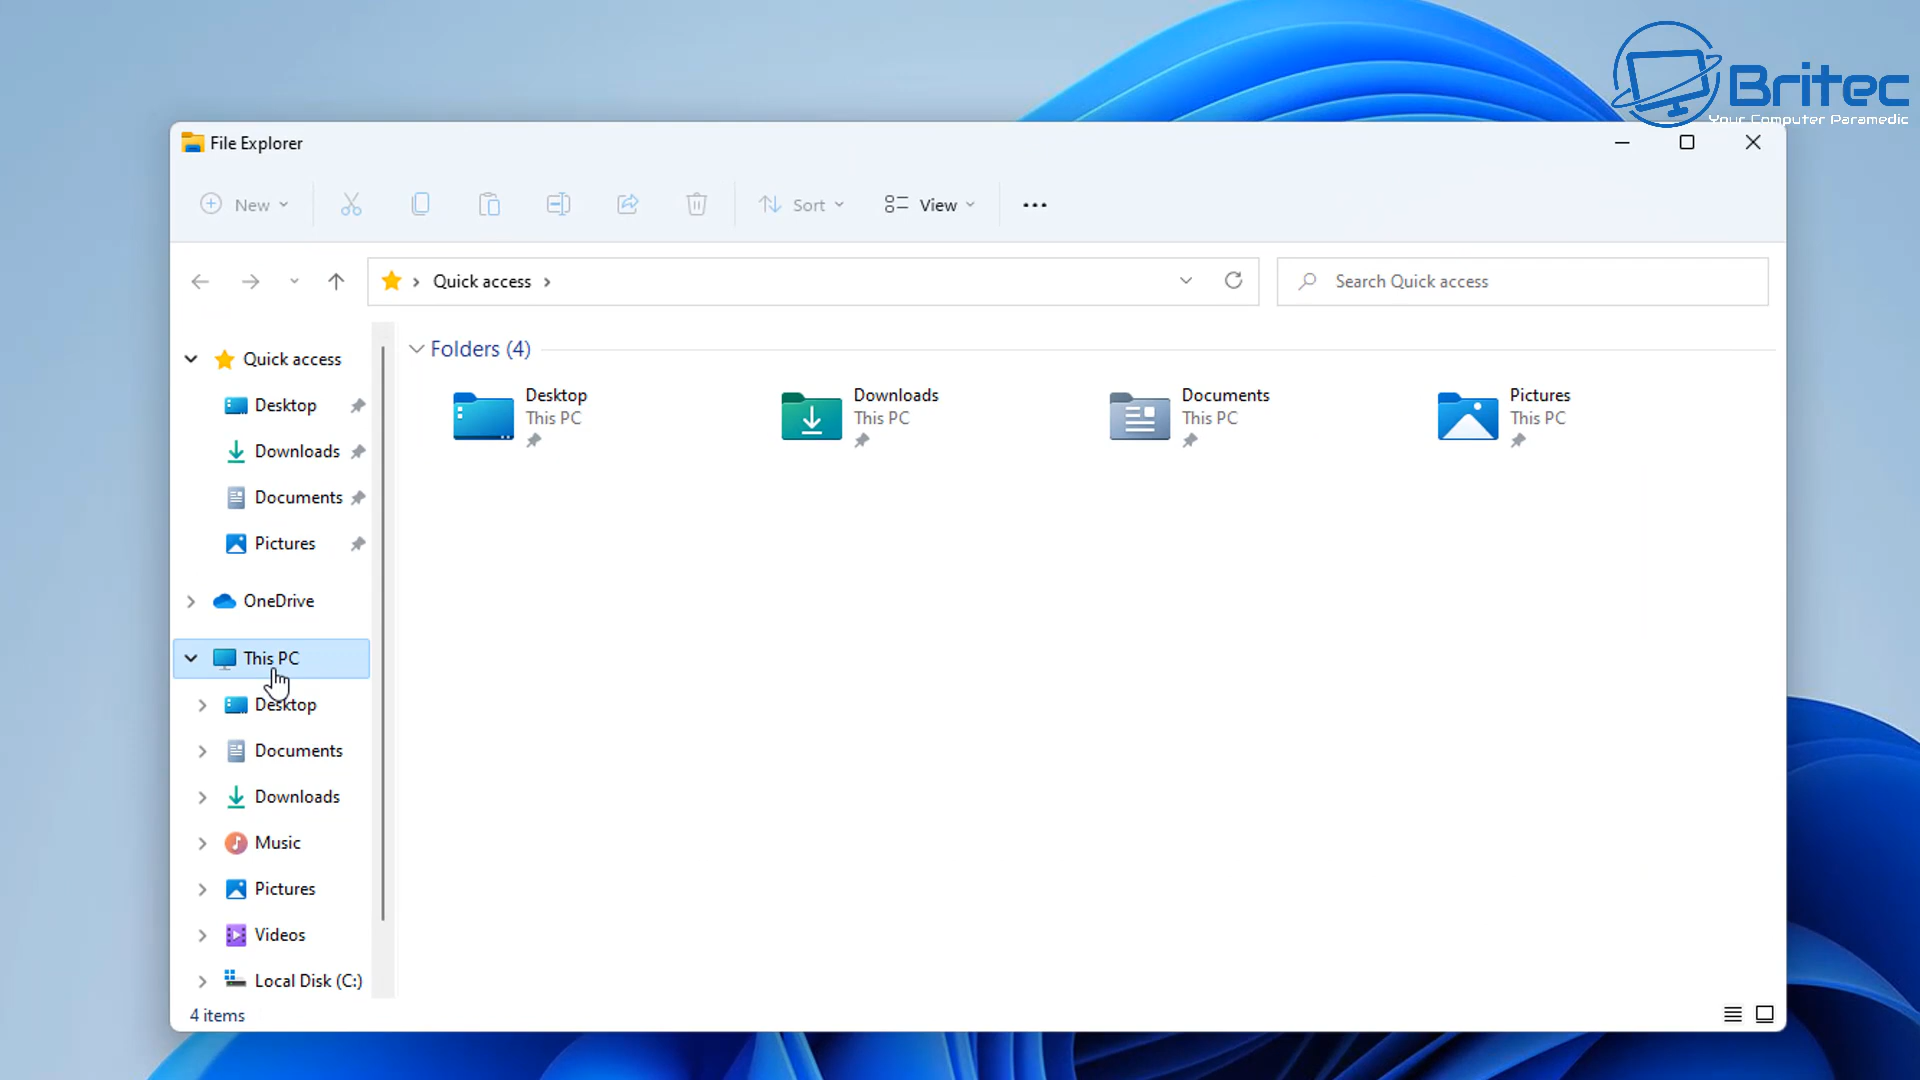 Britec
Your Computer Paramedic
File Explorer
New
Sort
View
Quick access
Search Quick access
Quick access
Desktop
Downloads
Documents
Pictures
OneDrive
This PC
Desktop
Documents
Downloads
Music
Pictures
Videos
Local Disk (C:)
Folders (4)
Desktop
This PC
Downloads
This PC
Documents
This PC
Pictures
This PC
4 items